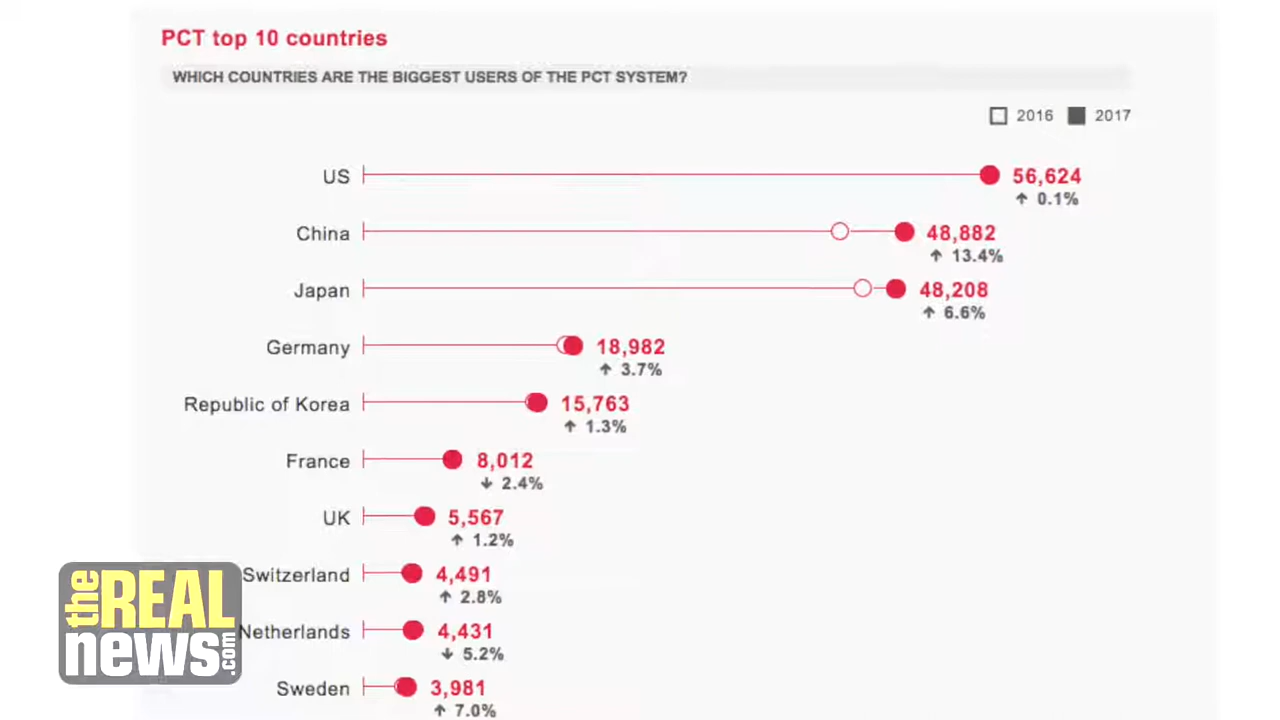 PCT top 10 countries
WHICH COUNTRIES ARE THE BIGGEST USERS OF THE PCT SYSTEM?
2016 2017
US 56,624
↑ 0.1%
China 48,882
↑ 13.4%
Japan 48,208
↑ 6.6%
Germany 18,982
↑ 3.7%
Republic of Korea 15,763
↑ 1.3%
France 8,012
↓ 2.4%
UK 5,567
↑ 1.2%
Switzerland 4,491
↑ 2.8%
Netherlands 4,431
↓ 5.2%
Sweden 3,981
↑ 7.0%
the REAL
news.com